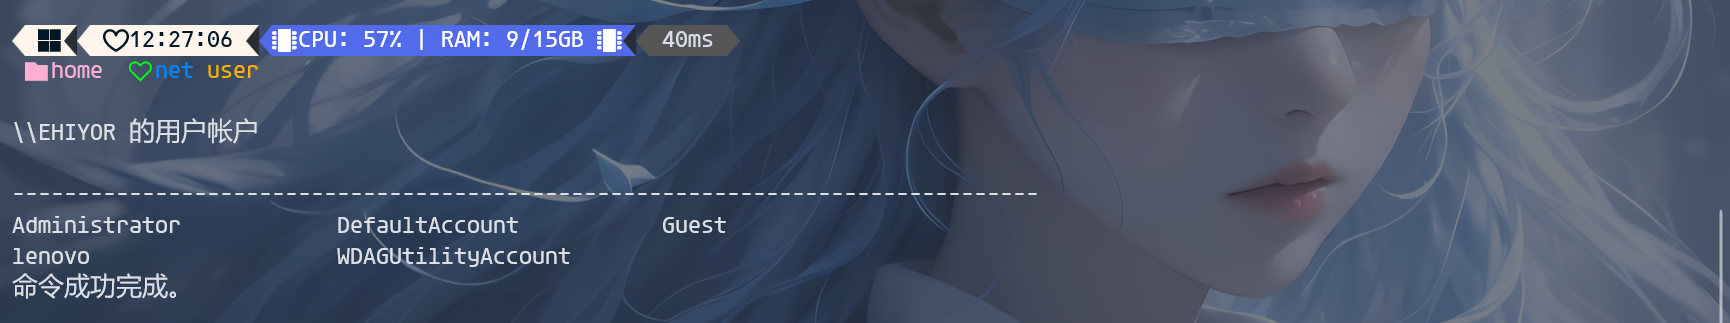 12:27:06 CPU: 57% | RAM: 9/15GB 40ms
home net user
\\EHIYOR 的用户帐户
-------------------------------------------------------------------------------
Administrator DefaultAccount Guest
lenovo WDAGUtilityAccount
命令成功完成。